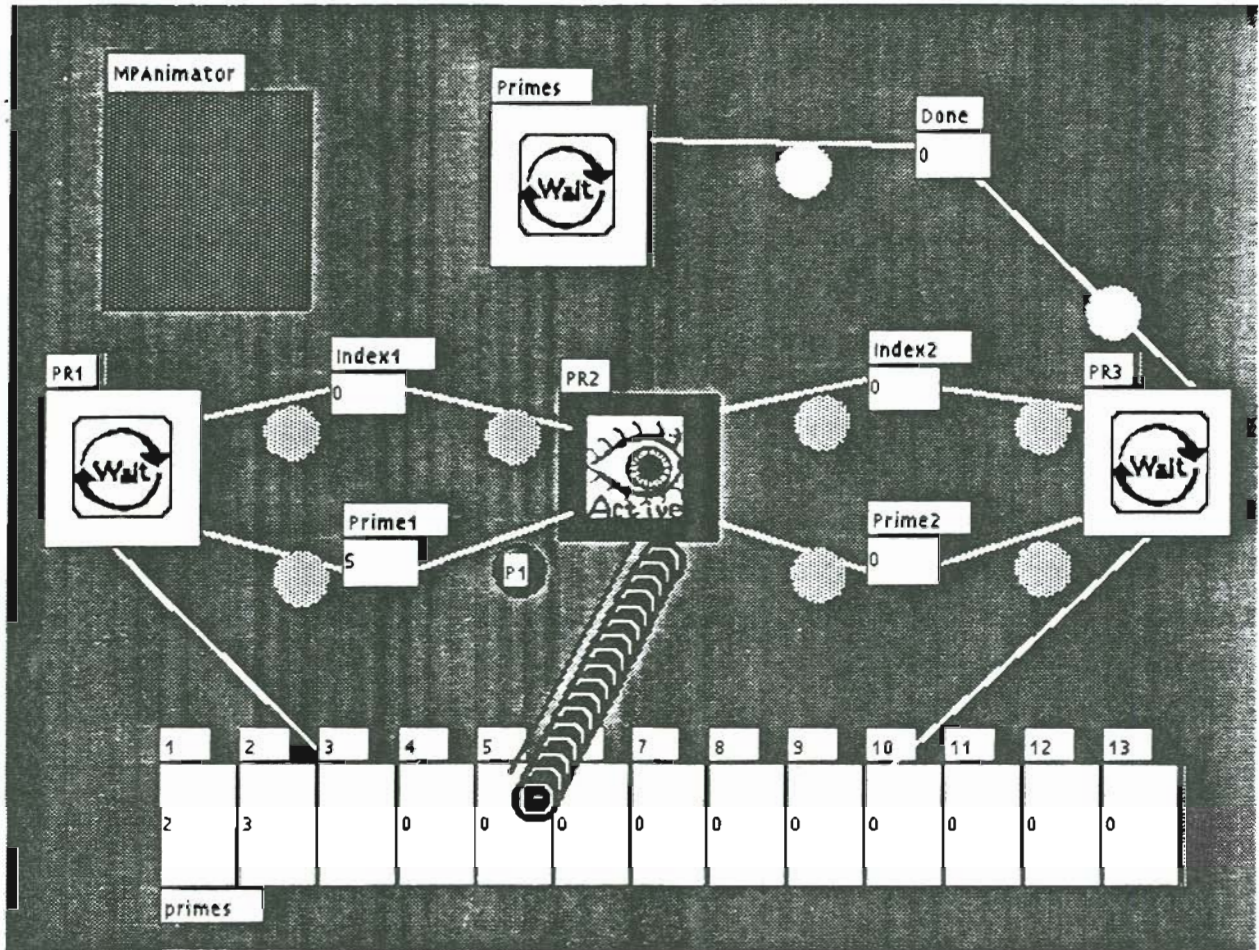 MPAnimator
Primes
Wait
Done
0
PR1
Wait
Index1
0
Prime1
5
PR2
Active
P1
Index2
0
Prime2
0
PR3
Wait
1 2 3 4 5 7 8 9 10 11 12 13
2 3 0 0 0 0 0 0 0 0 0 0
primes